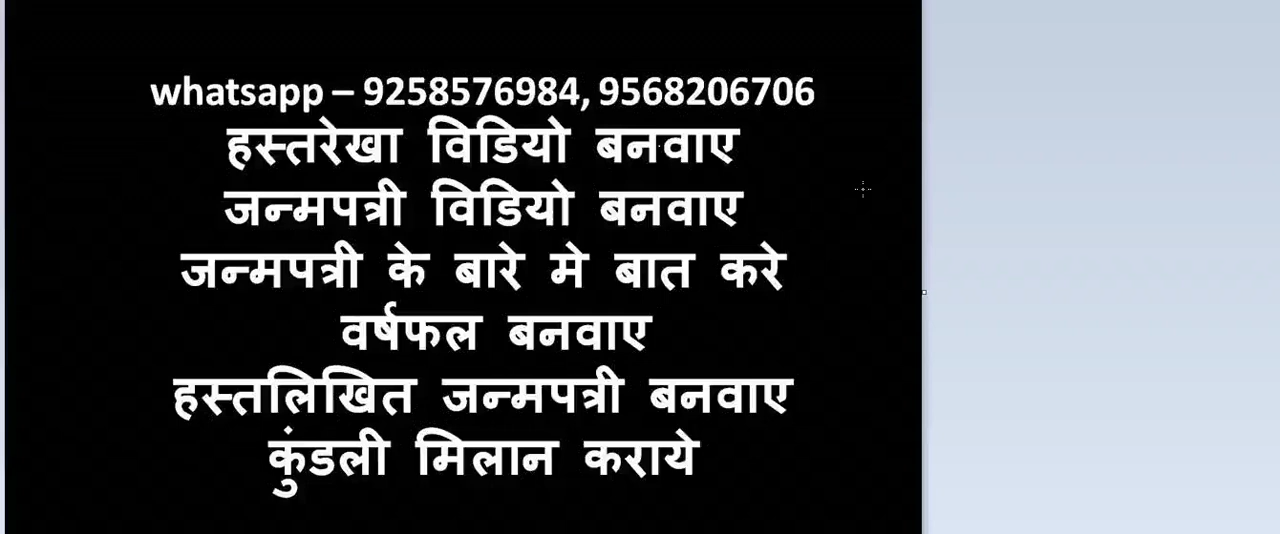 whatsapp – 9258576984, 9568206706
हस्तरेखा विडियो बनवाए
जन्मपत्री विडियो बनवाए
जन्मपत्री के बारे मे बात करे
वर्षफल बनवाए
हस्तलिखित जन्मपत्री बनवाए
कुंडली मिलान कराये